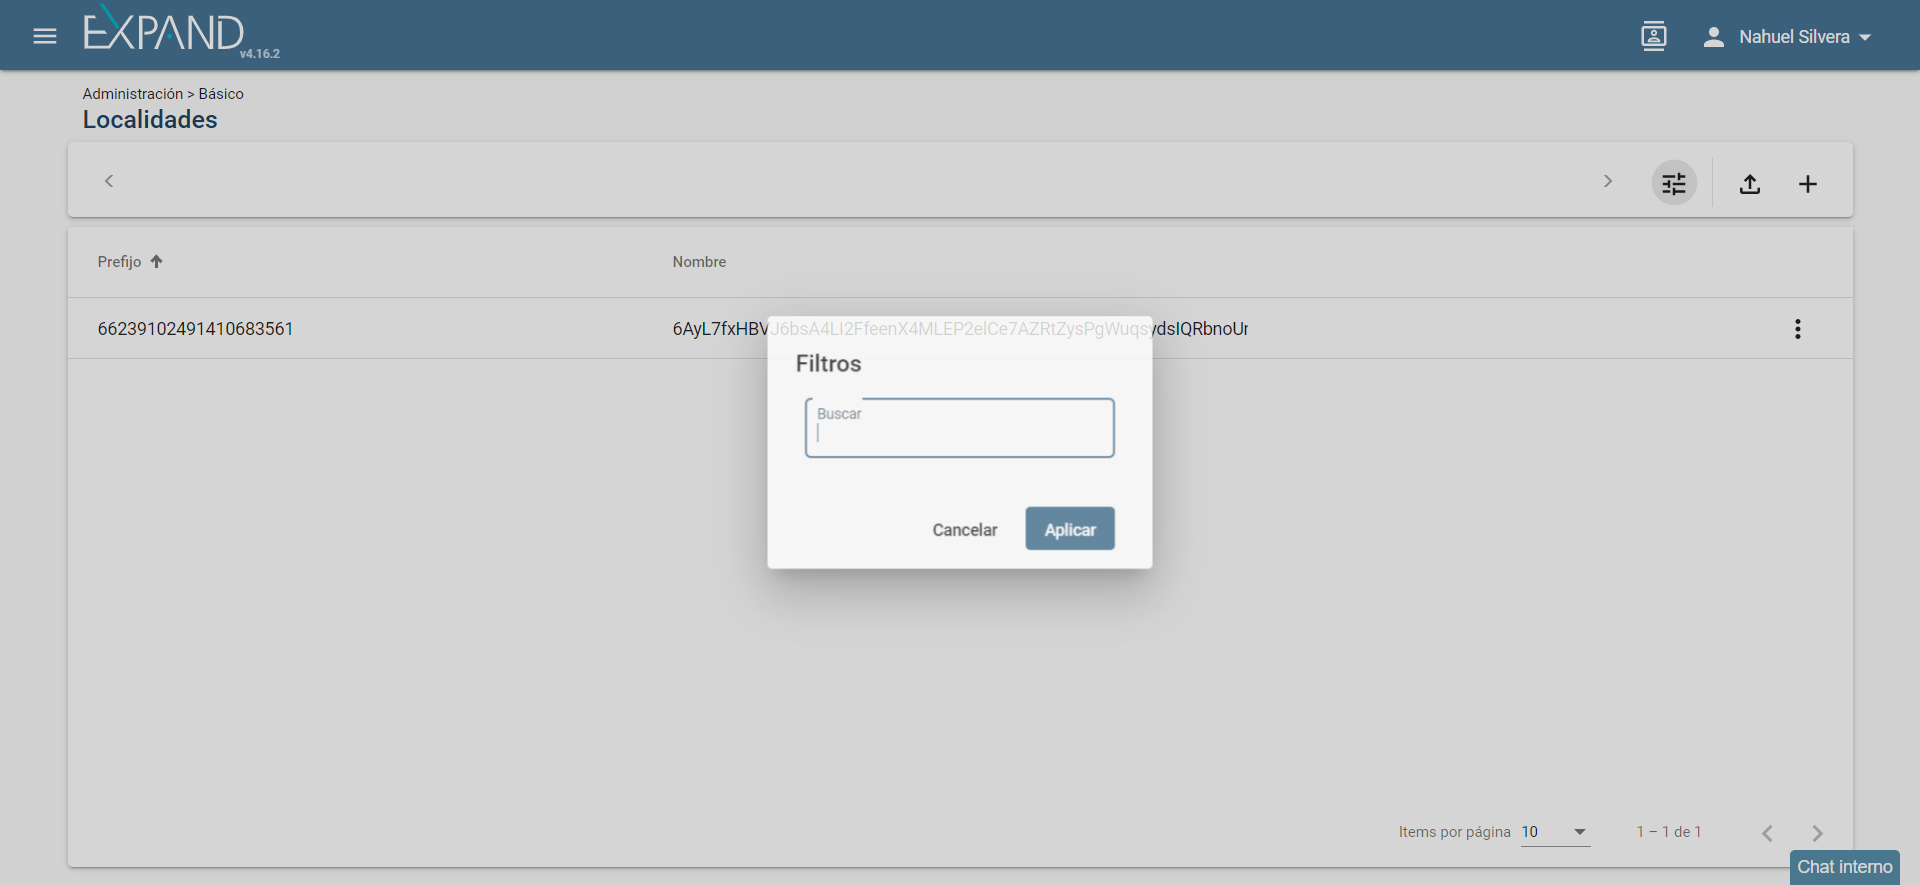 EXPAND
v4.16.2
Nahuel Silvera
Administración > Básico
Localidades
Prefijo
Nombre
66239102491410683561
6AyL7fxHBVJ6bsA4LI2FfeenX4MLEP2elCe7AZRtZysPgWuqsydsIQRbnoUr
Filtros
Buscar
Cancelar
Aplicar
Items por página 10
1 – 1 de 1
Chat interno